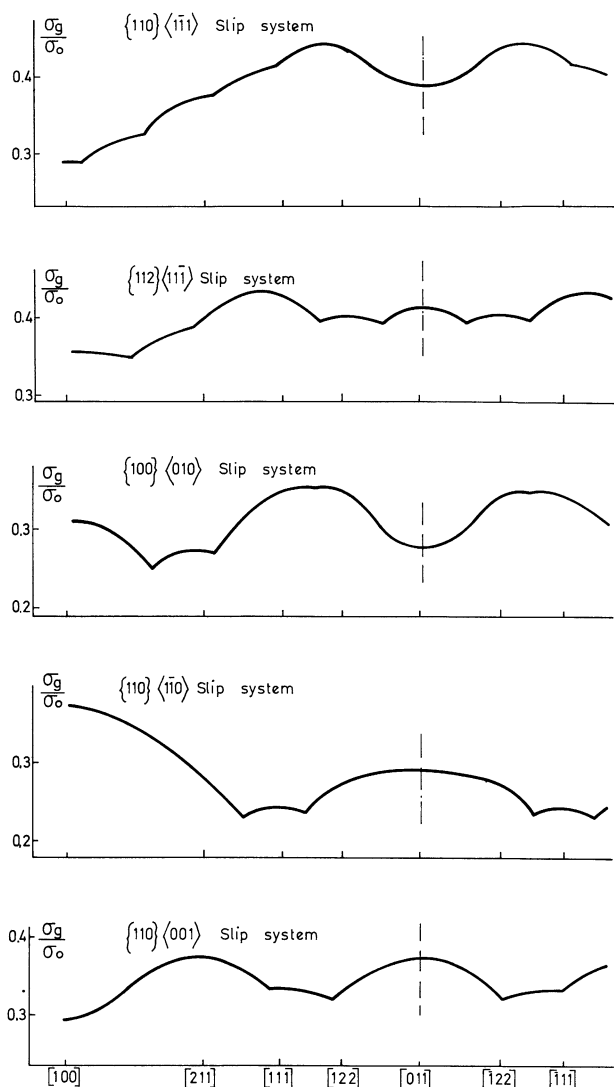 σg/σo {110}⟨11̄1⟩ Slip system
0.4
0.3
σg/σo {112}⟨111̄⟩ Slip system
0.4
0.3
σg/σo {100}⟨010⟩ Slip system
0.3
0.2
σg/σo {110}⟨11̄0⟩ Slip system
0.3
0.2
0.4 σg/σo {110}⟨001⟩ Slip system
0.3
[100] [211] [111] [122] [011] [1̄22] [1̄11]